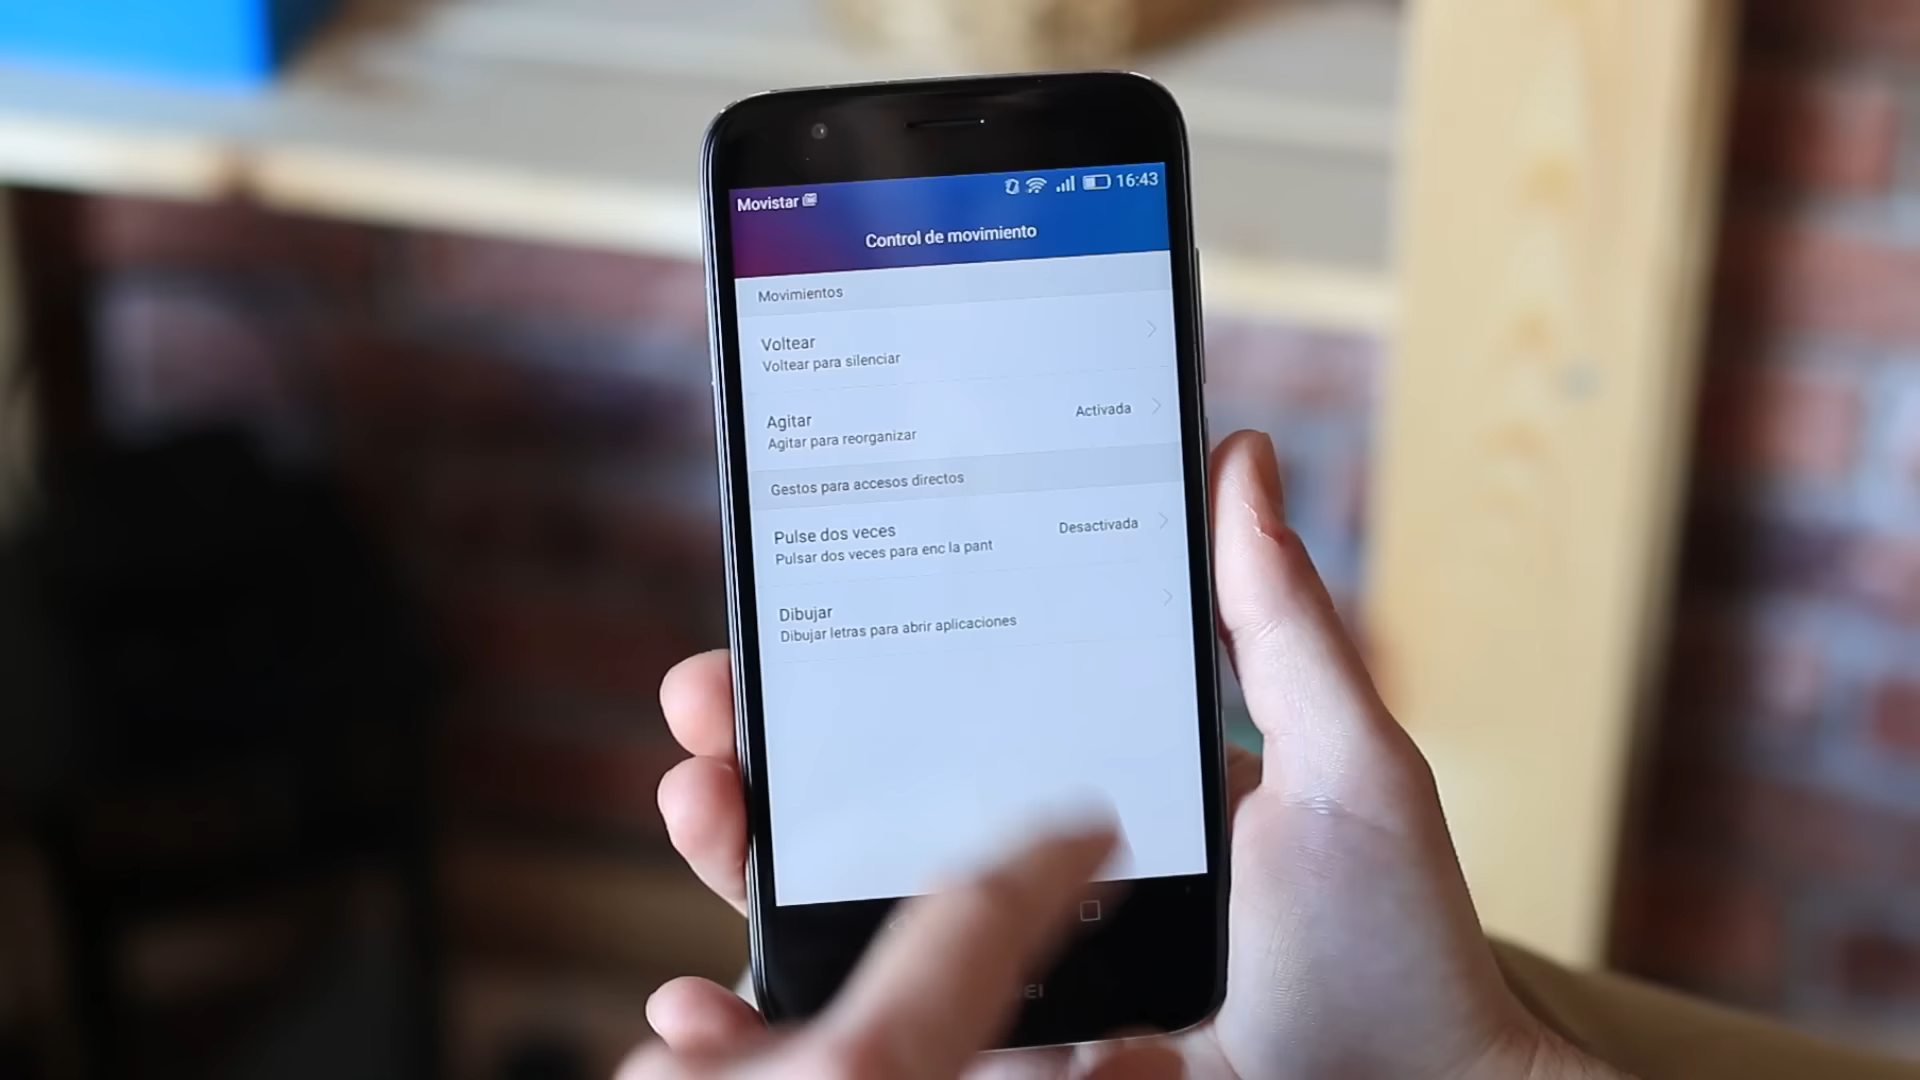 Movistar 16:43
Control de movimiento
Movimientos
Voltear
Voltear para silenciar
Agitar
Agitar para reorganizar
Activada
Gestos para accesos directos
Pulse dos veces
Pulsar dos veces para enc la pant
Desactivada
Dibujar
Dibujar letras para abrir aplicaciones